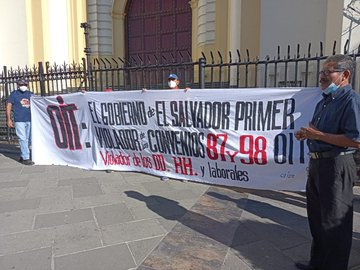 OIT: EL GOBIERNO de EL SALVADOR PRIMER
VIOLADOR DE LOS CONVENIOS 87 y 98 OIT
Violador de los DD. HH. y laborales